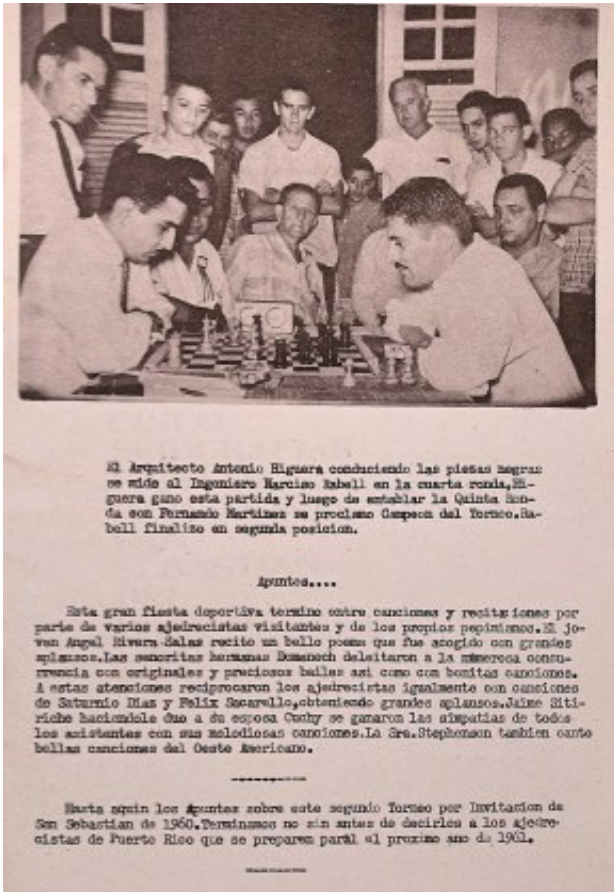 El Arquitecto Antonio Higuera conduciendo las piesas negras
se mide al Ingeniero Narciso Rabell en la cuarta ronda,Hi-
guera gano esta partida y luego de entablar la Quinta Ron-
da con Fernando Martinez se proclamo Campeon del Torneo.Ra-
bell finalizo en segunda posicion.
Apuntes....
Esta gran fiesta deportiva termino entre canciones y recitaciones por
parte de varios ajedrecistas visitantes y de los propios pepinianos.El jo-
ven Angel Rivera Salas recito un bello poema que fue acogido con grandes
aplausos.Las senoritas hermanas Domenech deleitaron a la numerosa concu-
rrencia con originales y preciosos bailes asi como con bonitas canciones.
A estas atenciones reciprocaron los ajedrecistas igualmente con canciones
de Saturnio Diaz y Felix Sacarello,obteniendo grandes aplausos.Jaime Siti-
riche haciendole duo a su esposa Cuchy se ganaron las simpatias de todos
los asistentes con sus melodiosas canciones.La Sra.Stephenson tambien canto
bellas canciones del Oeste Americano.
Hasta aquin los Apuntes sobre este segundo Torneo por Invitacion de
San Sebastian de 1960.Terminamos no sin antes de decirles a los ajedre-
cistas de Puerto Rico que se preparen paral el proximo ano de 1961.